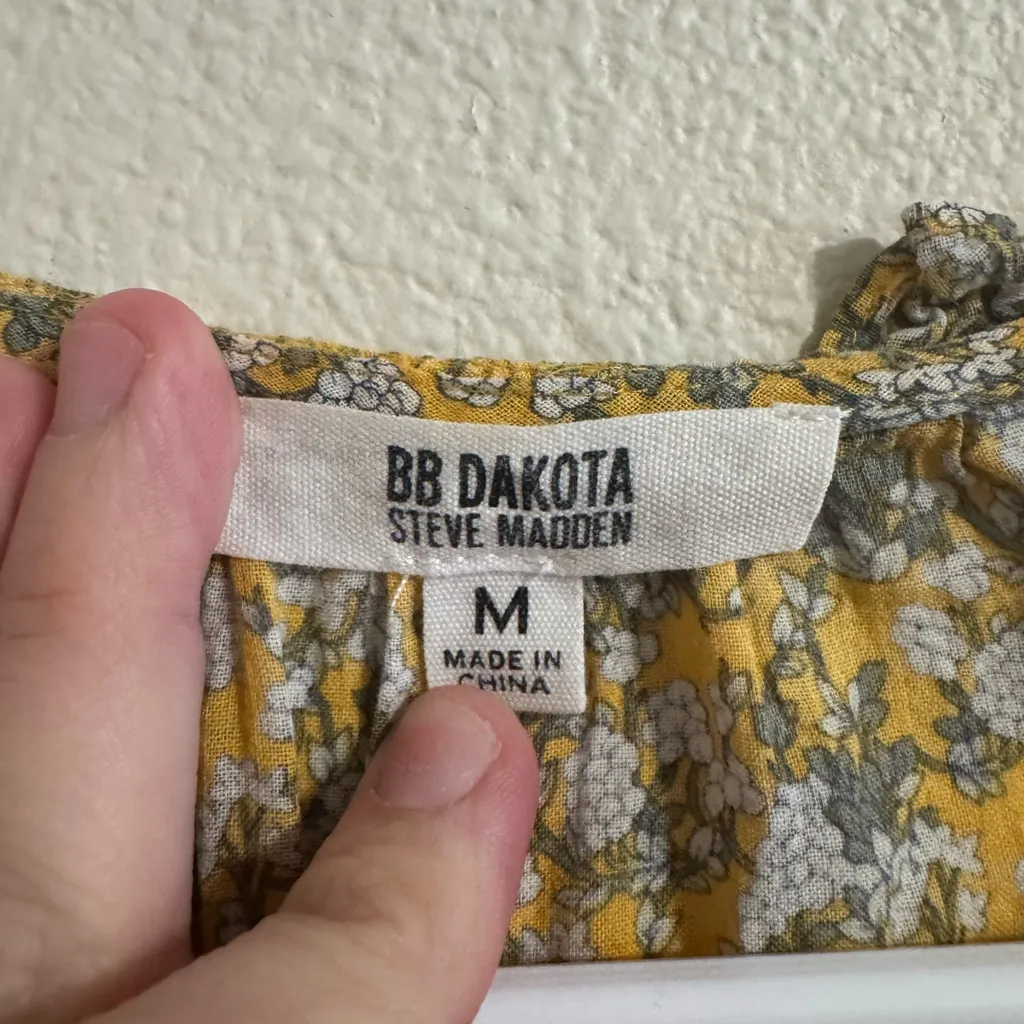 BB DAKOTA
STEVE MADDEN
M
MADE IN
CHINA